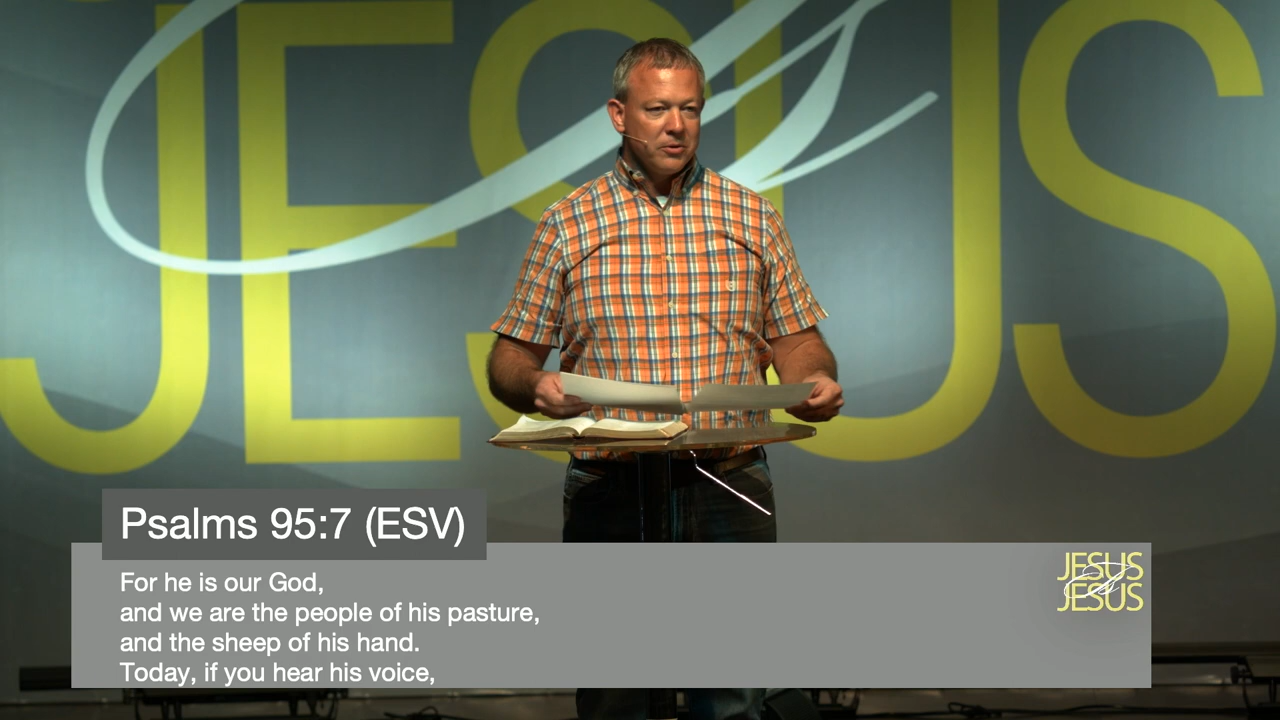 JESUS
&
Psalms 95:7 (ESV)
For he is our God,
and we are the people of his pasture,
and the sheep of his hand.
Today, if you hear his voice,
JESUS
&
JESUS